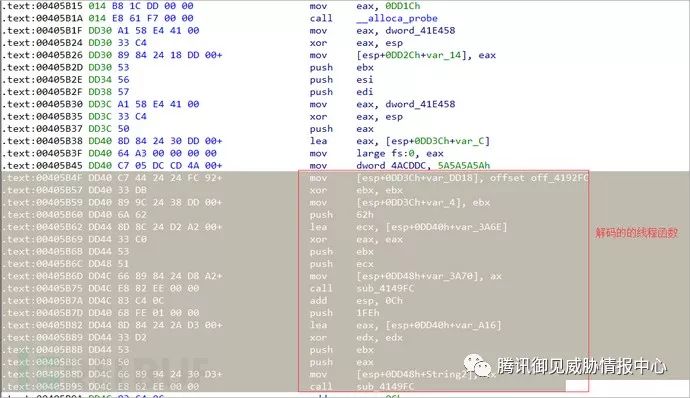 .text:00405B15 014 B8 1C DD 00 00 mov eax, 0DD1Ch
.text:00405B1A 014 E8 61 F7 00 00 call __alloca_probe
.text:00405B1F DD30 A1 58 E4 41 00 mov eax, dword_41E458
.text:00405B24 DD30 33 C4 xor eax, esp
.text:00405B26 DD30 89 84 24 18 DD 00+ mov [esp+0DD2Ch+var_14], eax
.text:00405B2D DD30 53 push ebx
.text:00405B2E DD34 56 push esi
.text:00405B2F DD38 57 push edi
.text:00405B30 DD3C A1 58 E4 41 00 mov eax, dword_41E458
.text:00405B35 DD3C 33 C4 xor eax, esp
.text:00405B37 DD3C 50 push eax
.text:00405B38 DD40 8D 84 24 30 DD 00+ lea eax, [esp+0DD3Ch+var_C]
.text:00405B3F DD40 64 A3 00 00 00 00 mov large fs:0, eax
.text:00405B45 DD40 C7 05 DC CD 4A 00+ mov dword_4ACDDC, 5A5A5A5Ah
.text:00405B4F DD40 C7 44 24 24 FC 92+ mov [esp+0DD3Ch+var_DD18], offset off_4192FC
.text:00405B57 DD40 33 DB xor ebx, ebx
.text:00405B59 DD40 89 9C 24 38 DD 00+ mov [esp+0DD3Ch+var_4], ebx
.text:00405B60 DD40 6A 62 push 62h
.text:00405B62 DD44 8D 8C 24 D2 A2 00+ lea ecx, [esp+0DD40h+var_3A6E]
.text:00405B69 DD44 33 C0 xor eax, eax
.text:00405B6B DD44 53 push ebx
.text:00405B6C DD48 51 push ecx
.text:00405B6D DD4C 66 89 84 24 D8 A2+ mov [esp+0DD48h+var_3A70], ax
.text:00405B75 DD4C E8 82 EE 00 00 call sub_4149FC
.text:00405B7A DD4C 83 C4 0C add esp, 0Ch
.text:00405B7D DD40 68 FE 01 00 00 push 1FEh
.text:00405B82 DD44 8D 84 24 2A D3 00+ lea eax, [esp+0DD40h+var_A16]
.text:00405B89 DD44 33 D2 xor edx, edx
.text:00405B8B DD44 53 push ebx
.text:00405B8C DD48 50 push eax
.text:00405B8D DD4C 66 89 94 24 30 D3+ mov [esp+0DD48h+String2]
.text:00405B95 DD4C E8 62 EE 00 00 call sub_4149FC
解码的的线程函数
腾讯御见威胁情报中心